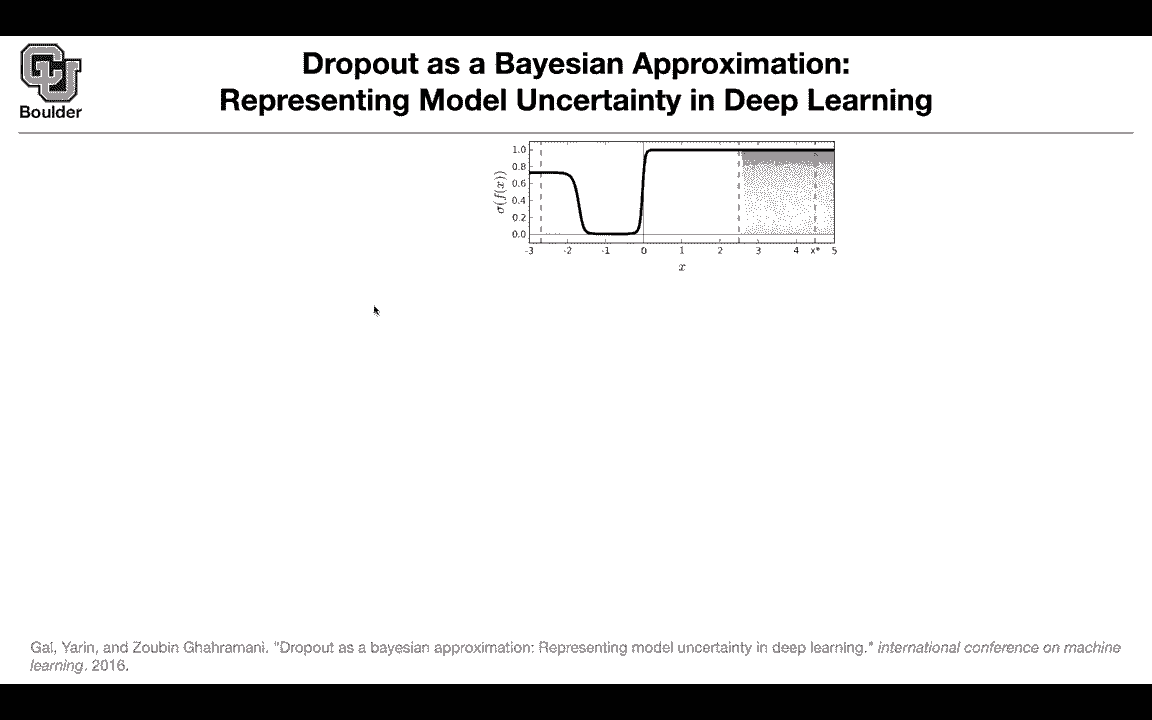 CU
Boulder
Dropout as a Bayesian Approximation:
Representing Model Uncertainty in Deep Learning
σ(f(x))
1.0
0.8
0.6
0.4
0.2
0.0
-3 -2 -1 0 1 2 3 4 x* 5
x
Gal, Yarin, and Zoubin Ghahramani. "Dropout as a bayesian approximation: Representing model uncertainty in deep learning." international conference on machine
learning. 2016.